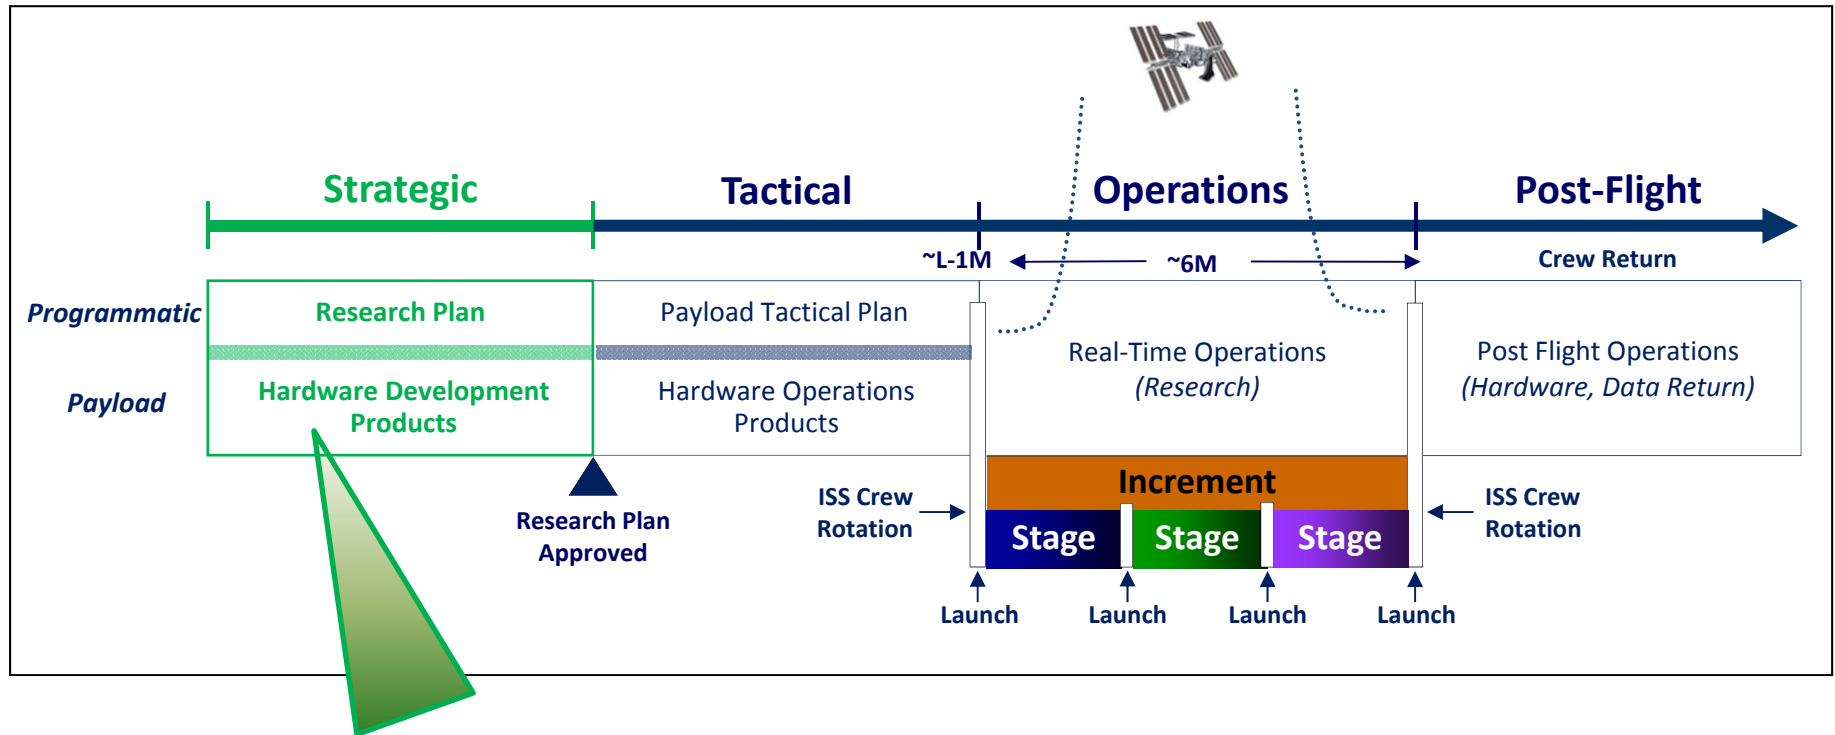 Strategic
Tactical
Operations
Post-Flight
~L-1M
~6M
Crew Return
Programmatic
Research Plan
Payload Tactical Plan
Real-Time Operations
(Research)
Post Flight Operations
(Hardware, Data Return)
Payload
Hardware Development
Products
Hardware Operations
Products
Increment
Research Plan
Approved
ISS Crew
Rotation
Stage
Stage
Stage
ISS Crew
Rotation
Launch
Launch
Launch
Launch